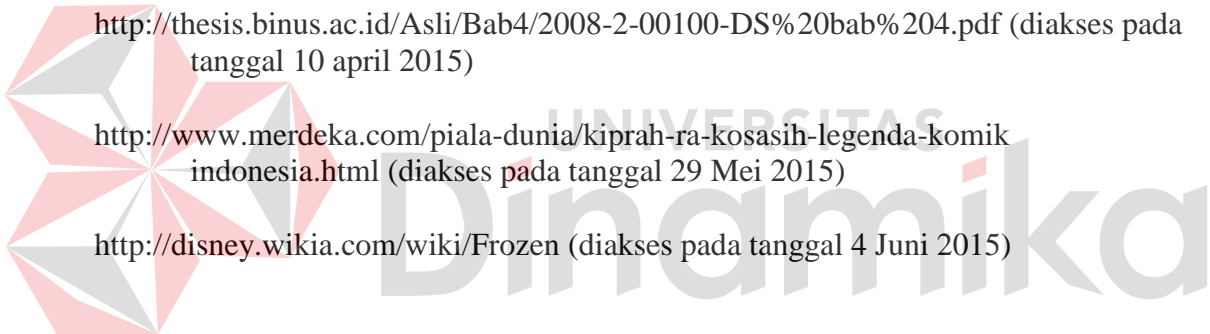 http://thesis.binus.ac.id/Asli/Bab4/2008-2-00100-DS%20bab%204.pdf (diakses pada
tanggal 10 april 2015)
http://www.merdeka.com/piala-dunia/kiprah-ra-kosasih-legenda-komik
indonesia.html (diakses pada tanggal 29 Mei 2015)
http://disney.wikia.com/wiki/Frozen (diakses pada tanggal 4 Juni 2015)
UNIVERSITAS
Dinamika